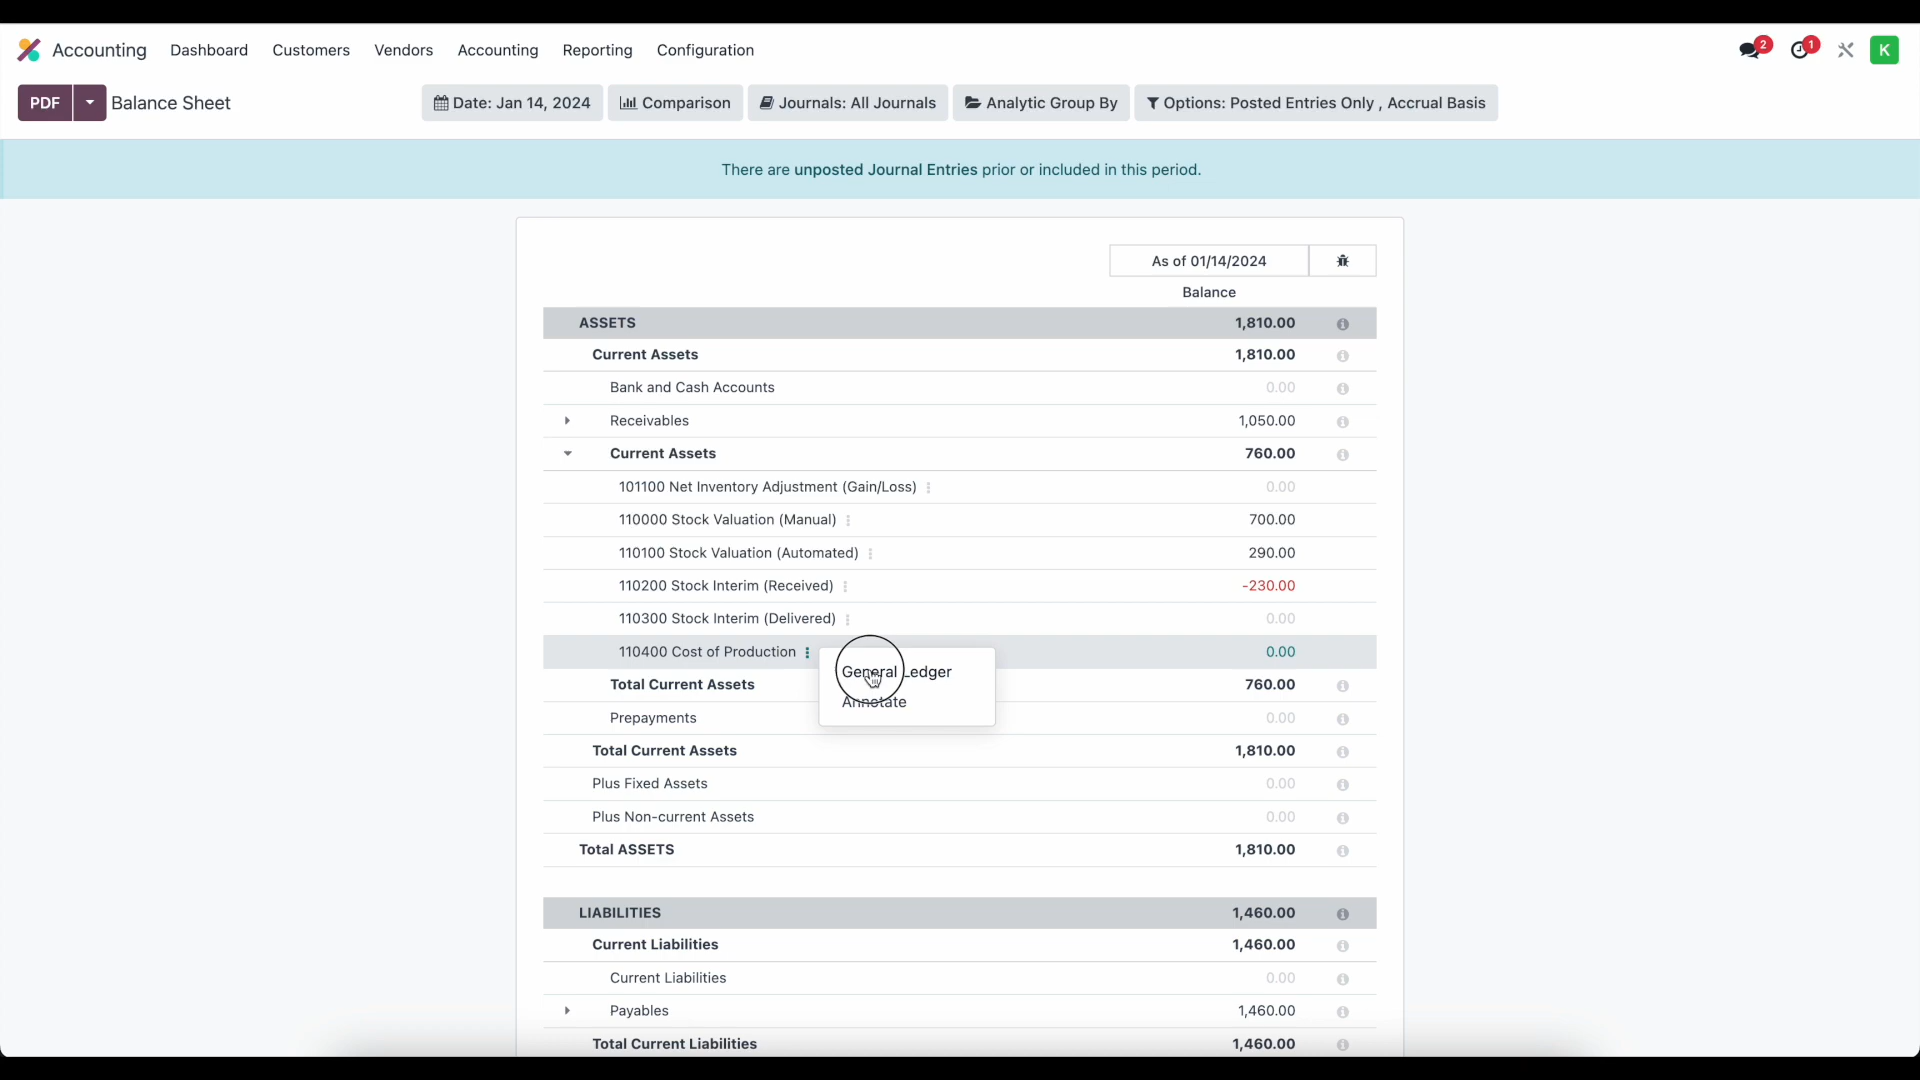 Accounting Dashboard Customers Vendors Accounting Reporting Configuration 2 1 K
PDF Balance Sheet Date: Jan 14, 2024 Comparison Journals: All Journals Analytic Group By Options: Posted Entries Only , Accrual Basis
There are unposted Journal Entries prior or included in this period.
As of 01/14/2024
Balance
ASSETS 1,810.00
Current Assets 1,810.00
Bank and Cash Accounts 0.00
Receivables 1,050.00
Current Assets 760.00
101100 Net Inventory Adjustment (Gain/Loss) 0.00
110000 Stock Valuation (Manual) 700.00
110100 Stock Valuation (Automated) 290.00
110200 Stock Interim (Received) -230.00
110300 Stock Interim (Delivered) 0.00
110400 Cost of Production 0.00
General Ledger
Total Current Assets 760.00
Annotate
Prepayments 0.00
Total Current Assets 1,810.00
Plus Fixed Assets 0.00
Plus Non-current Assets 0.00
Total ASSETS 1,810.00
LIABILITIES 1,460.00
Current Liabilities 1,460.00
Current Liabilities 0.00
Payables 1,460.00
Total Current Liabilities 1,460.00